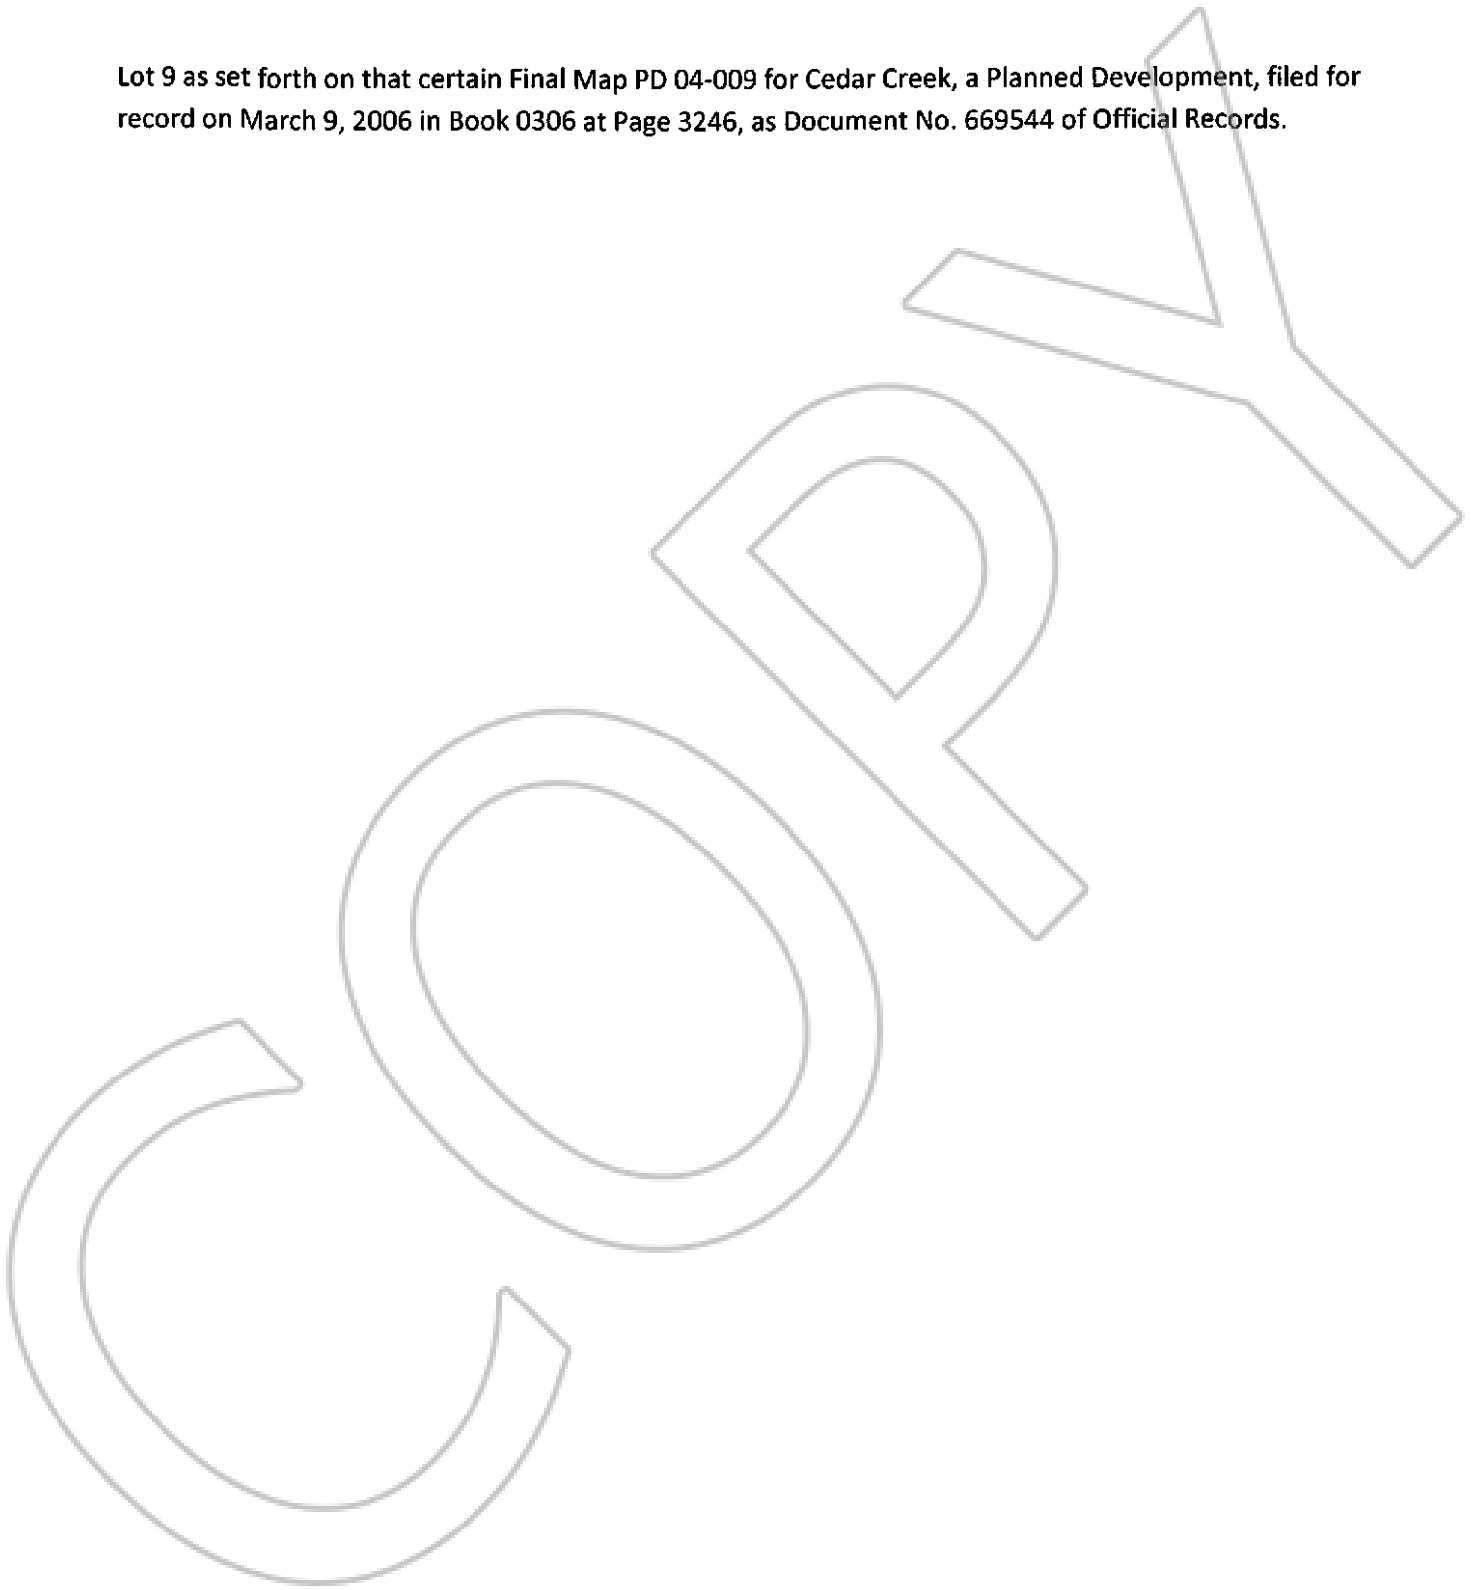 Lot 9 as set forth on that certain Final Map PD 04-009 for Cedar Creek, a Planned Development, filed for
record on March 9, 2006 in Book 0306 at Page 3246, as Document No. 669544 of Official Records.
COPY